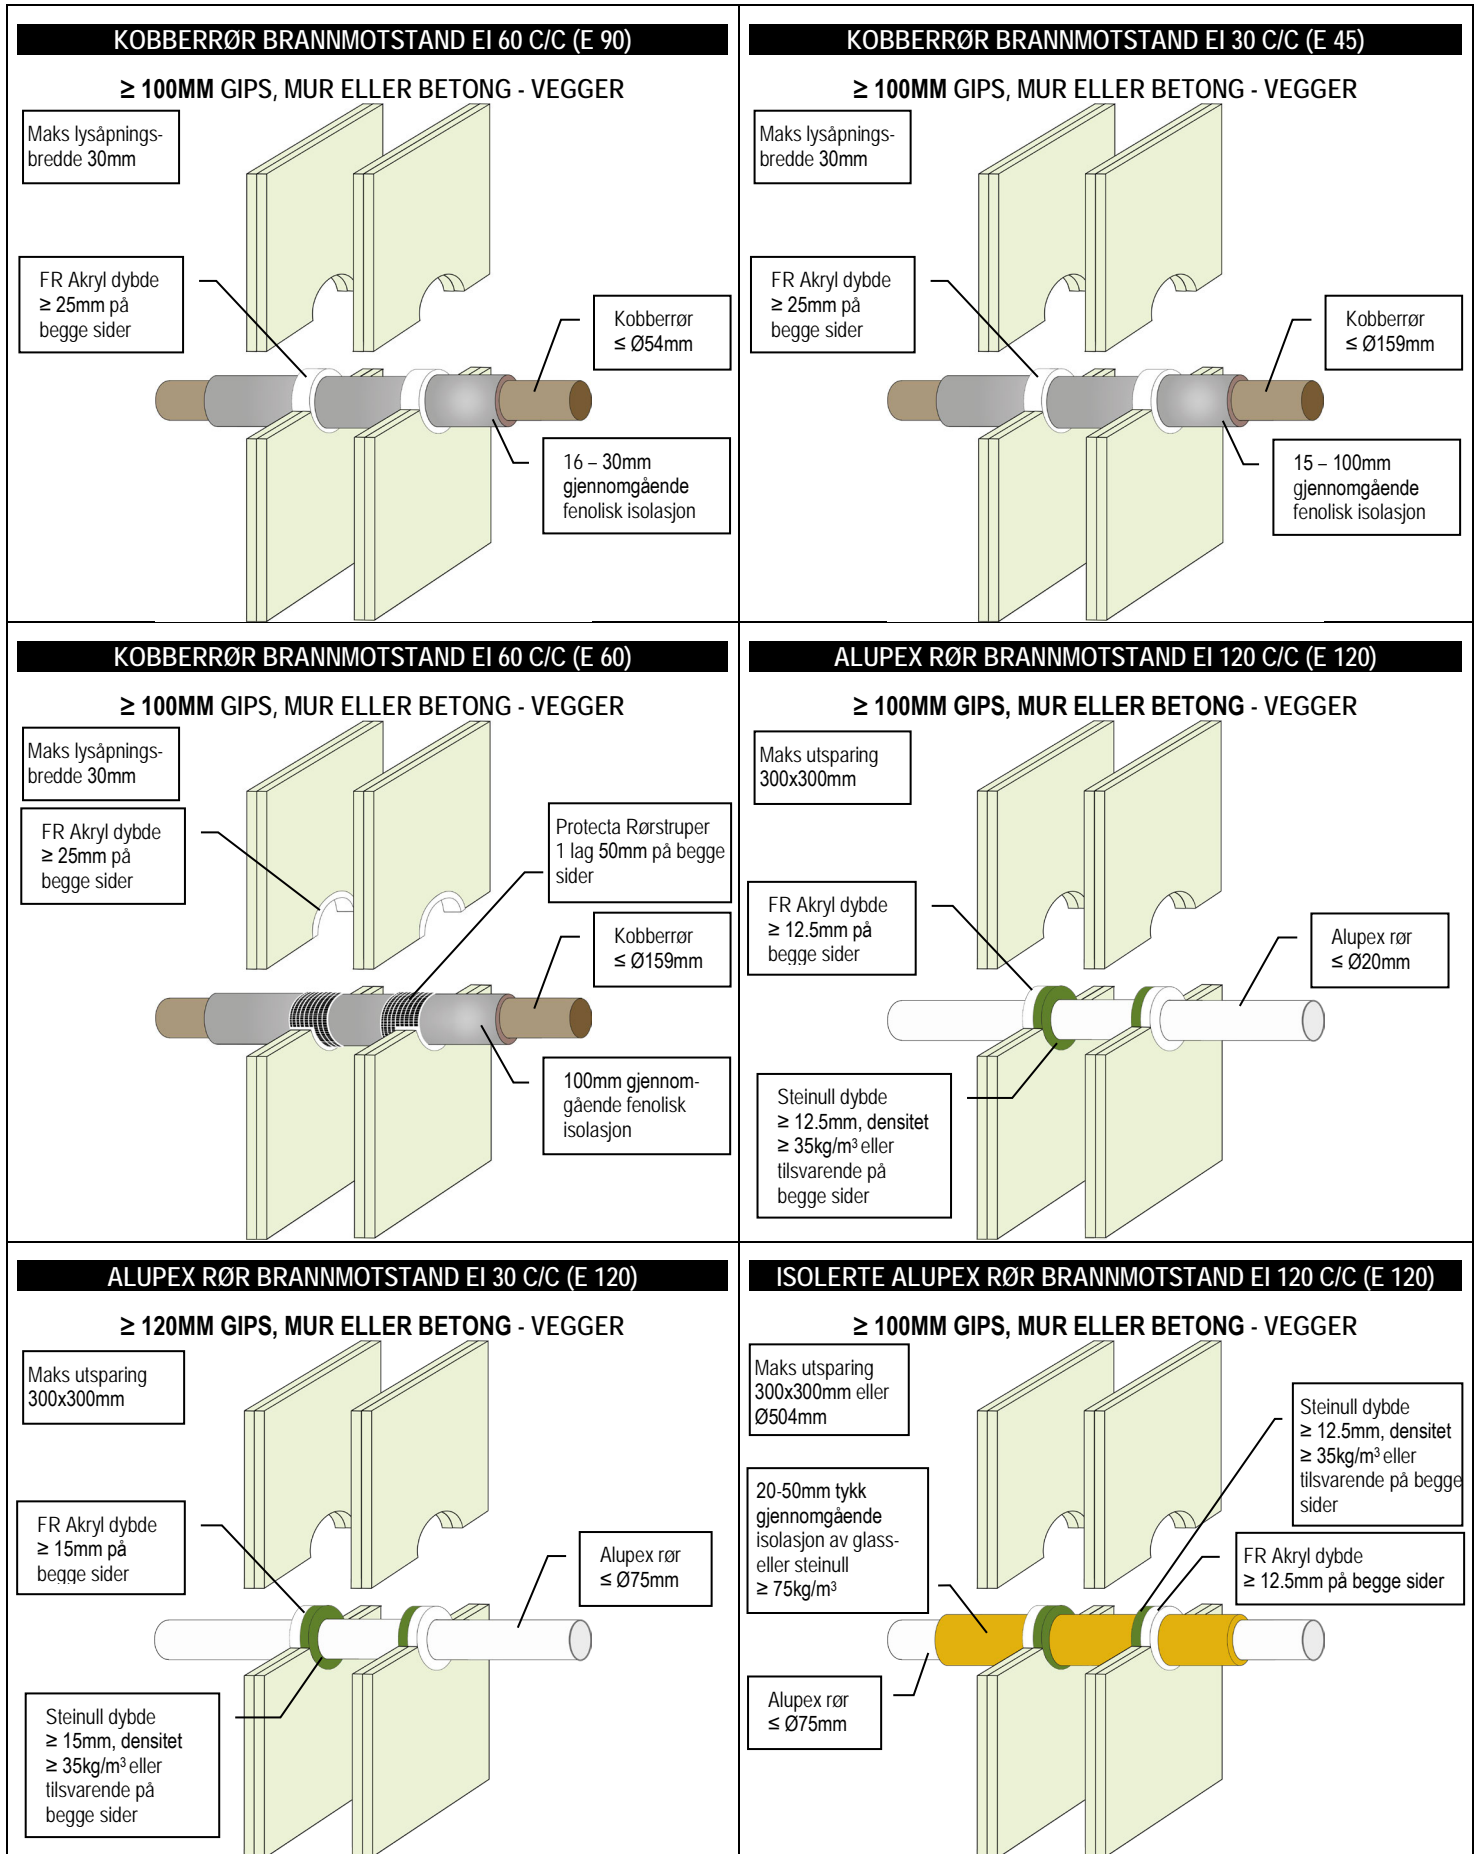 KOBBERRØR BRANNMOTSTAND EI 60 C/C (E 90)
≥ 100MM GIPS, MUR ELLER BETONG - VEGGER
Maks lysåpnings-
bredde 30mm
FR Akryl dybde
≥ 25mm på
begge sider
Kobberrør
≤ Ø54mm
16 – 30mm
gjennomgående
fenolisk isolasjon
KOBBERRØR BRANNMOTSTAND EI 30 C/C (E 45)
≥ 100MM GIPS, MUR ELLER BETONG - VEGGER
Maks lysåpnings-
bredde 30mm
FR Akryl dybde
≥ 25mm på
begge sider
Kobberrør
≤ Ø159mm
15 – 100mm
gjennomgående
fenolisk isolasjon
KOBBERRØR BRANNMOTSTAND EI 60 C/C (E 60)
≥ 100MM GIPS, MUR ELLER BETONG - VEGGER
Maks lysåpnings-
bredde 30mm
FR Akryl dybde
≥ 25mm på
begge sider
Protecta Rørstruper
1 lag 50mm på begge
sider
Kobberrør
≤ Ø159mm
100mm gjennom-
gående fenolisk
isolasjon
ALUPEX RØR BRANNMOTSTAND EI 120 C/C (E 120)
≥ 100MM GIPS, MUR ELLER BETONG - VEGGER
Maks utsparing
300x300mm
FR Akryl dybde
≥ 12.5mm på
begge sider
Alupex rør
≤ Ø20mm
Steinull dybde
≥ 12.5mm, densitet
≥ 35kg/m³ eller
tilsvarende på
begge sider
ALUPEX RØR BRANNMOTSTAND EI 30 C/C (E 120)
≥ 120MM GIPS, MUR ELLER BETONG - VEGGER
Maks utsparing
300x300mm
FR Akryl dybde
≥ 15mm på
begge sider
Alupex rør
≤ Ø75mm
Steinull dybde
≥ 15mm, densitet
≥ 35kg/m³ eller
tilsvarende på
begge sider
ISOLERTE ALUPEX RØR BRANNMOTSTAND EI 120 C/C (E 120)
≥ 100MM GIPS, MUR ELLER BETONG - VEGGER
Maks utsparing
300x300mm eller
Ø504mm
Steinull dybde
≥ 12.5mm, densitet
≥ 35kg/m³ eller
tilsvarende på begge
sider
20-50mm tykk
gjennomgående
isolasjon av glass-
eller steinull
≥ 75kg/m³
FR Akryl dybde
≥ 12.5mm på begge sider
Alupex rør
≤ Ø75mm